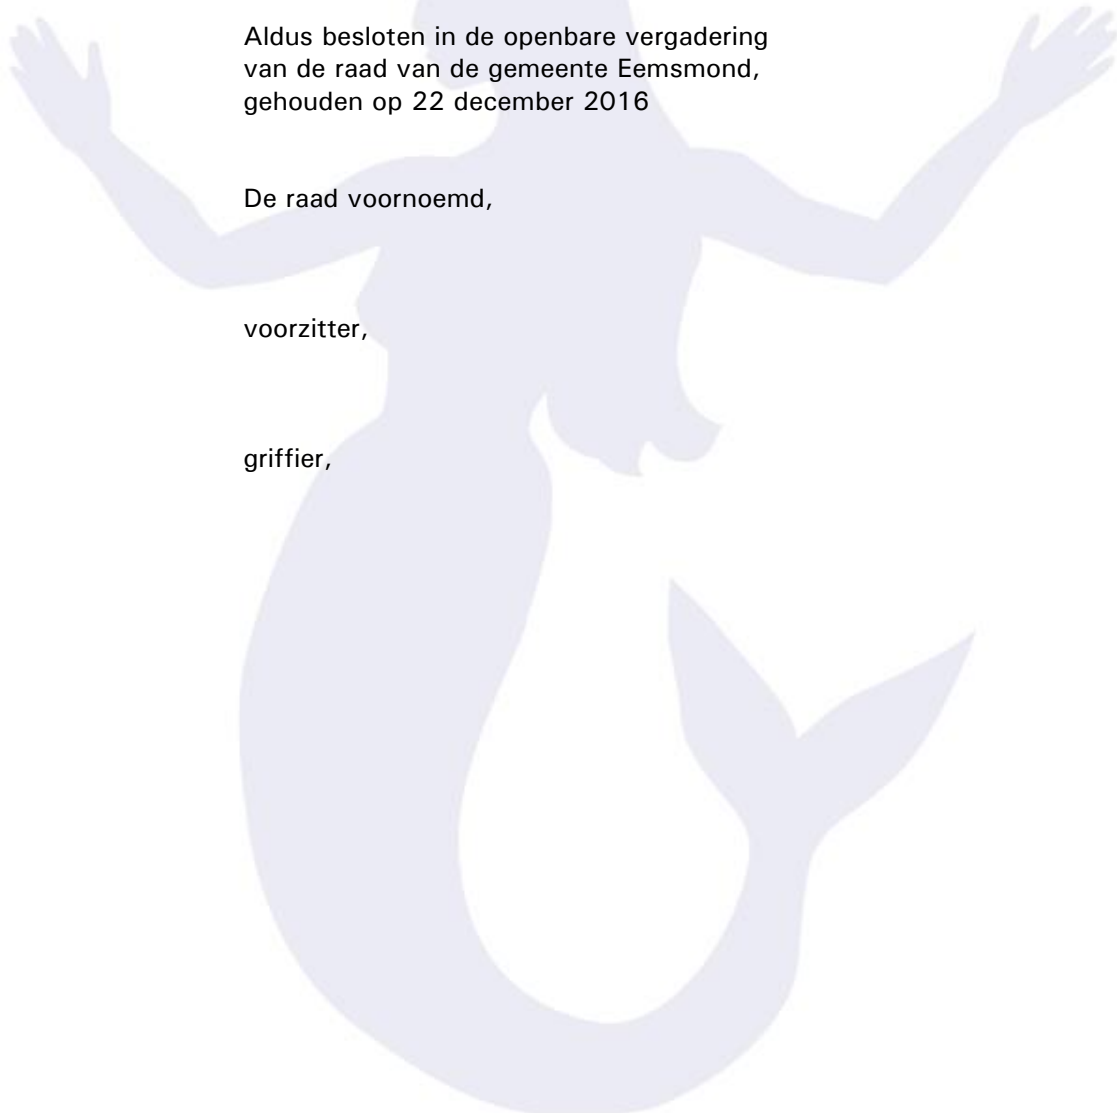 Aldus besloten in de openbare vergadering
van de raad van de gemeente Eemsmond,
gehouden op 22 december 2016
De raad voornoemd,
voorzitter,
griffier,